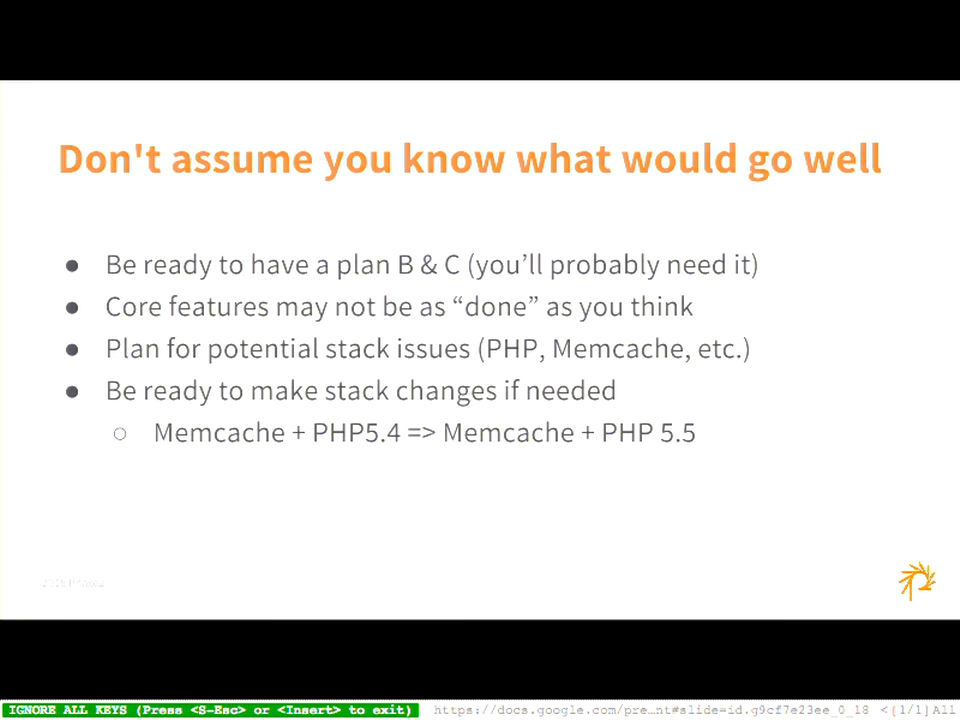 Don't assume you know what would go well
● Be ready to have a plan B & C (you’ll probably need it)
● Core features may not be as “done” as you think
● Plan for potential stack issues (PHP, Memcache, etc.)
● Be ready to make stack changes if needed
○ Memcache + PHP5.4 => Memcache + PHP 5.5
IGNORE ALL KEYS (Press <S-Esc> or <Insert> to exit) https://docs.google.com/pre…nt#slide=id.g9cf7e23ee_0_18 <{1/1}All